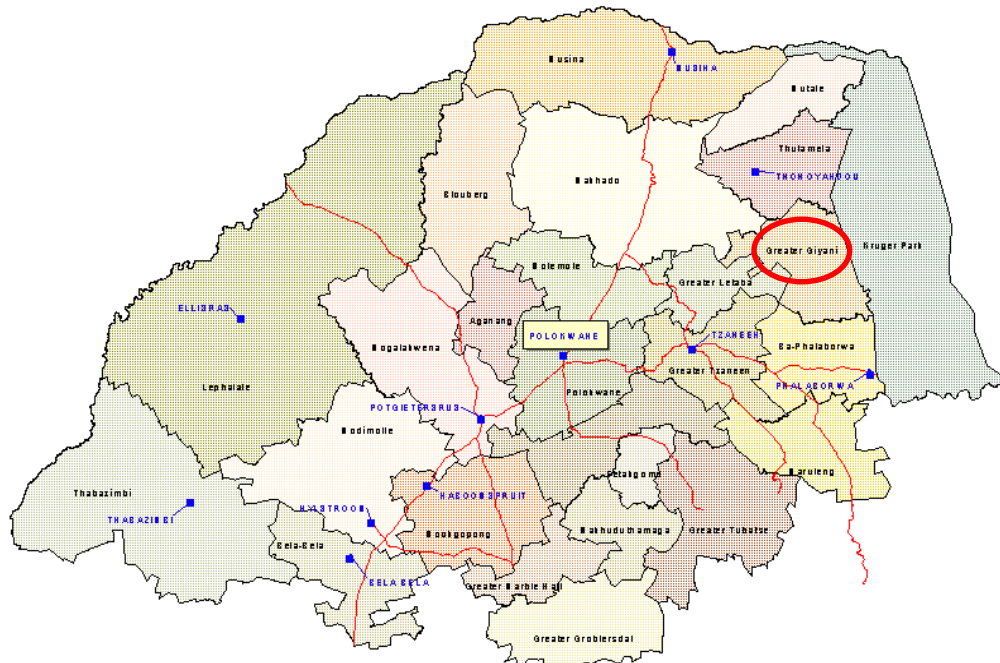 Musina
MUSINA
Mutale
Thulamela
THOHOYANDOU
Makhado
Blouberg
Greater Giyani
Kruger Park
Molemole
Greater Letaba
ELLISRAS
Aganang
POLOKWANE
TZANEEN
Ba-Phalaborwa
Mogalakwena
Greater Tzaneen
Lephalale
PHALABORWA
Polokwane
POTGIETERSRUS
Modimolle
Fetakgomo
Maruleng
Thabazimbi
NABOOMSPRUIT
THABAZIMBI
NYLSTROOM
Mookgopong
Makhuduthamaga
Greater Tubatse
Bela-Bela
BELA BELA
Greater Marble Hall
Greater Groblersdal